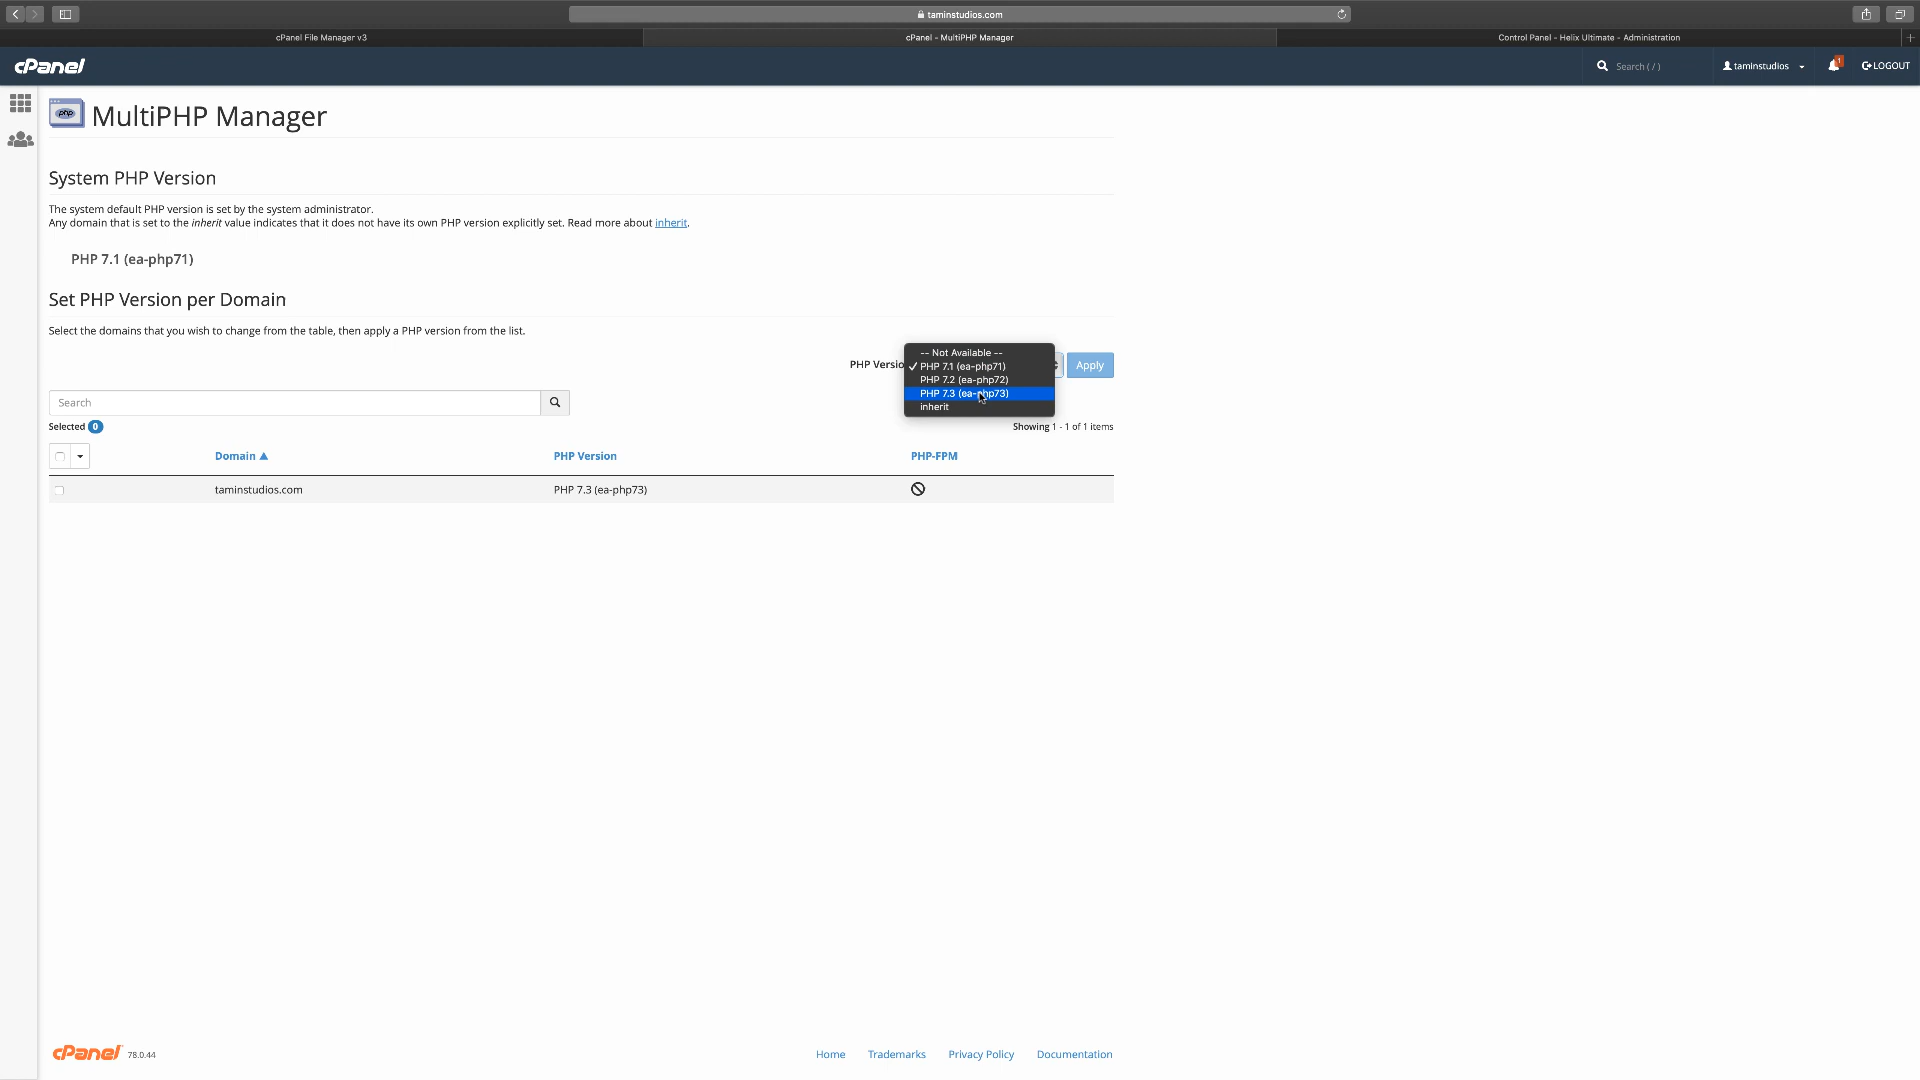 taminstudios.com
cPanel File Manager v3
cPanel - MultiPHP Manager
Control Panel - Helix Ultimate - Administration
cPanel
Search ( / )
taminstudios
1
LOGOUT
php
MultiPHP Manager
System PHP Version
The system default PHP version is set by the system administrator.
Any domain that is set to the inherit value indicates that it does not have its own PHP version explicitly set. Read more about inherit.
PHP 7.1 (ea-php71)
Set PHP Version per Domain
Select the domains that you wish to change from the table, then apply a PHP version from the list.
PHP Versio
-- Not Available --
PHP 7.1 (ea-php71)
PHP 7.2 (ea-php72)
PHP 7.3 (ea-php73)
inherit
Apply
Search
Selected 0
Showing 1 - 1 of 1 items
Domain PHP Version PHP-FPM
taminstudios.com PHP 7.3 (ea-php73)
cPanel 78.0.44
Home Trademarks Privacy Policy Documentation